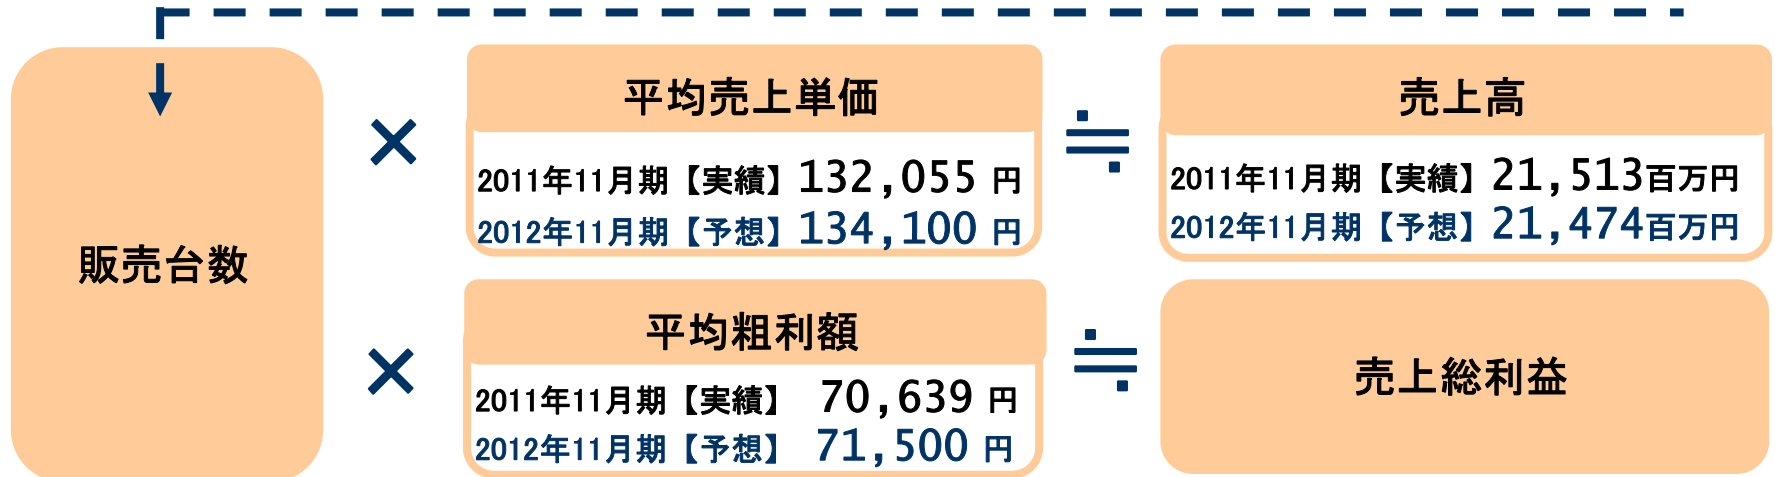 販売台数
×
平均売上単価
2011年11月期【実績】132,055 円
2012年11月期【予想】134,100 円
≒
売上高
2011年11月期【実績】21,513百万円
2012年11月期【予想】21,474百万円
×
平均粗利額
2011年11月期【実績】 70,639 円
2012年11月期【予想】 71,500 円
≒
売上総利益